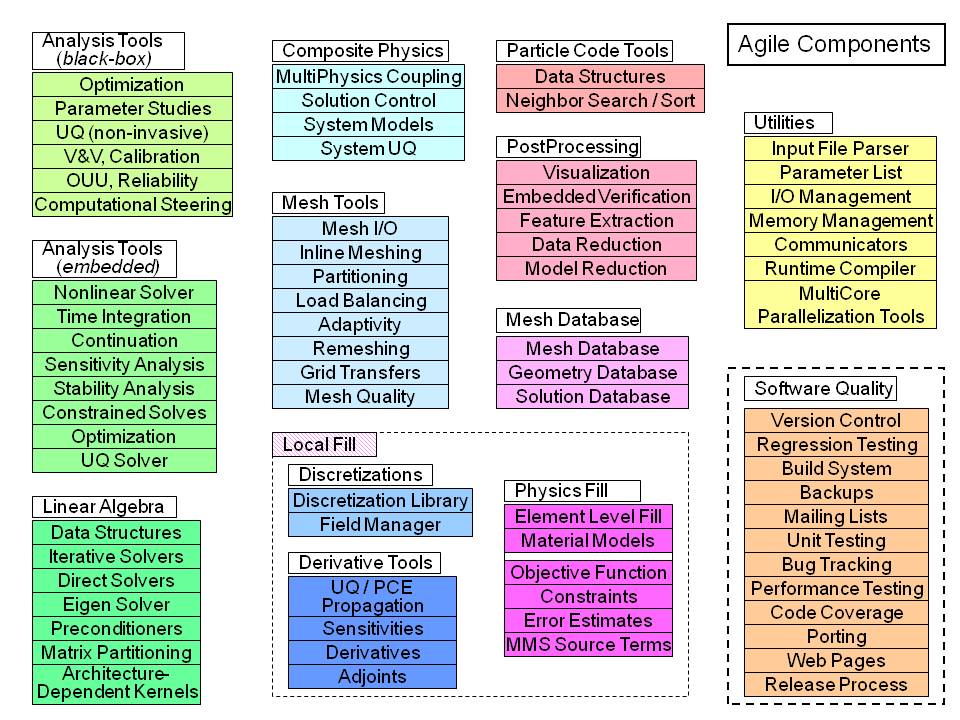 Analysis Tools
(black-box)
Optimization
Parameter Studies
UQ (non-invasive)
V&V, Calibration
OUU, Reliability
Computational Steering
Analysis Tools
(embedded)
Nonlinear Solver
Time Integration
Continuation
Sensitivity Analysis
Stability Analysis
Constrained Solves
Optimization
UQ Solver
Linear Algebra
Data Structures
Iterative Solvers
Direct Solvers
Eigen Solver
Preconditioners
Matrix Partitioning
Architecture-
Dependent Kernels
Composite Physics
MultiPhysics Coupling
Solution Control
System Models
System UQ
Mesh Tools
Mesh I/O
Inline Meshing
Partitioning
Load Balancing
Adaptivity
Remeshing
Grid Transfers
Mesh Quality
Local Fill
Discretizations
Discretization Library
Field Manager
Derivative Tools
UQ / PCE
Propagation
Sensitivities
Derivatives
Adjoints
Particle Code Tools
Data Structures
Neighbor Search / Sort
PostProcessing
Visualization
Embedded Verification
Feature Extraction
Data Reduction
Model Reduction
Mesh Database
Mesh Database
Geometry Database
Solution Database
Physics Fill
Element Level Fill
Material Models
Objective Function
Constraints
Error Estimates
MMS Source Terms
Agile Components
Utilities
Input File Parser
Parameter List
I/O Management
Memory Management
Communicators
Runtime Compiler
MultiCore
Parallelization Tools
Software Quality
Version Control
Regression Testing
Build System
Backups
Mailing Lists
Unit Testing
Bug Tracking
Performance Testing
Code Coverage
Porting
Web Pages
Release Process